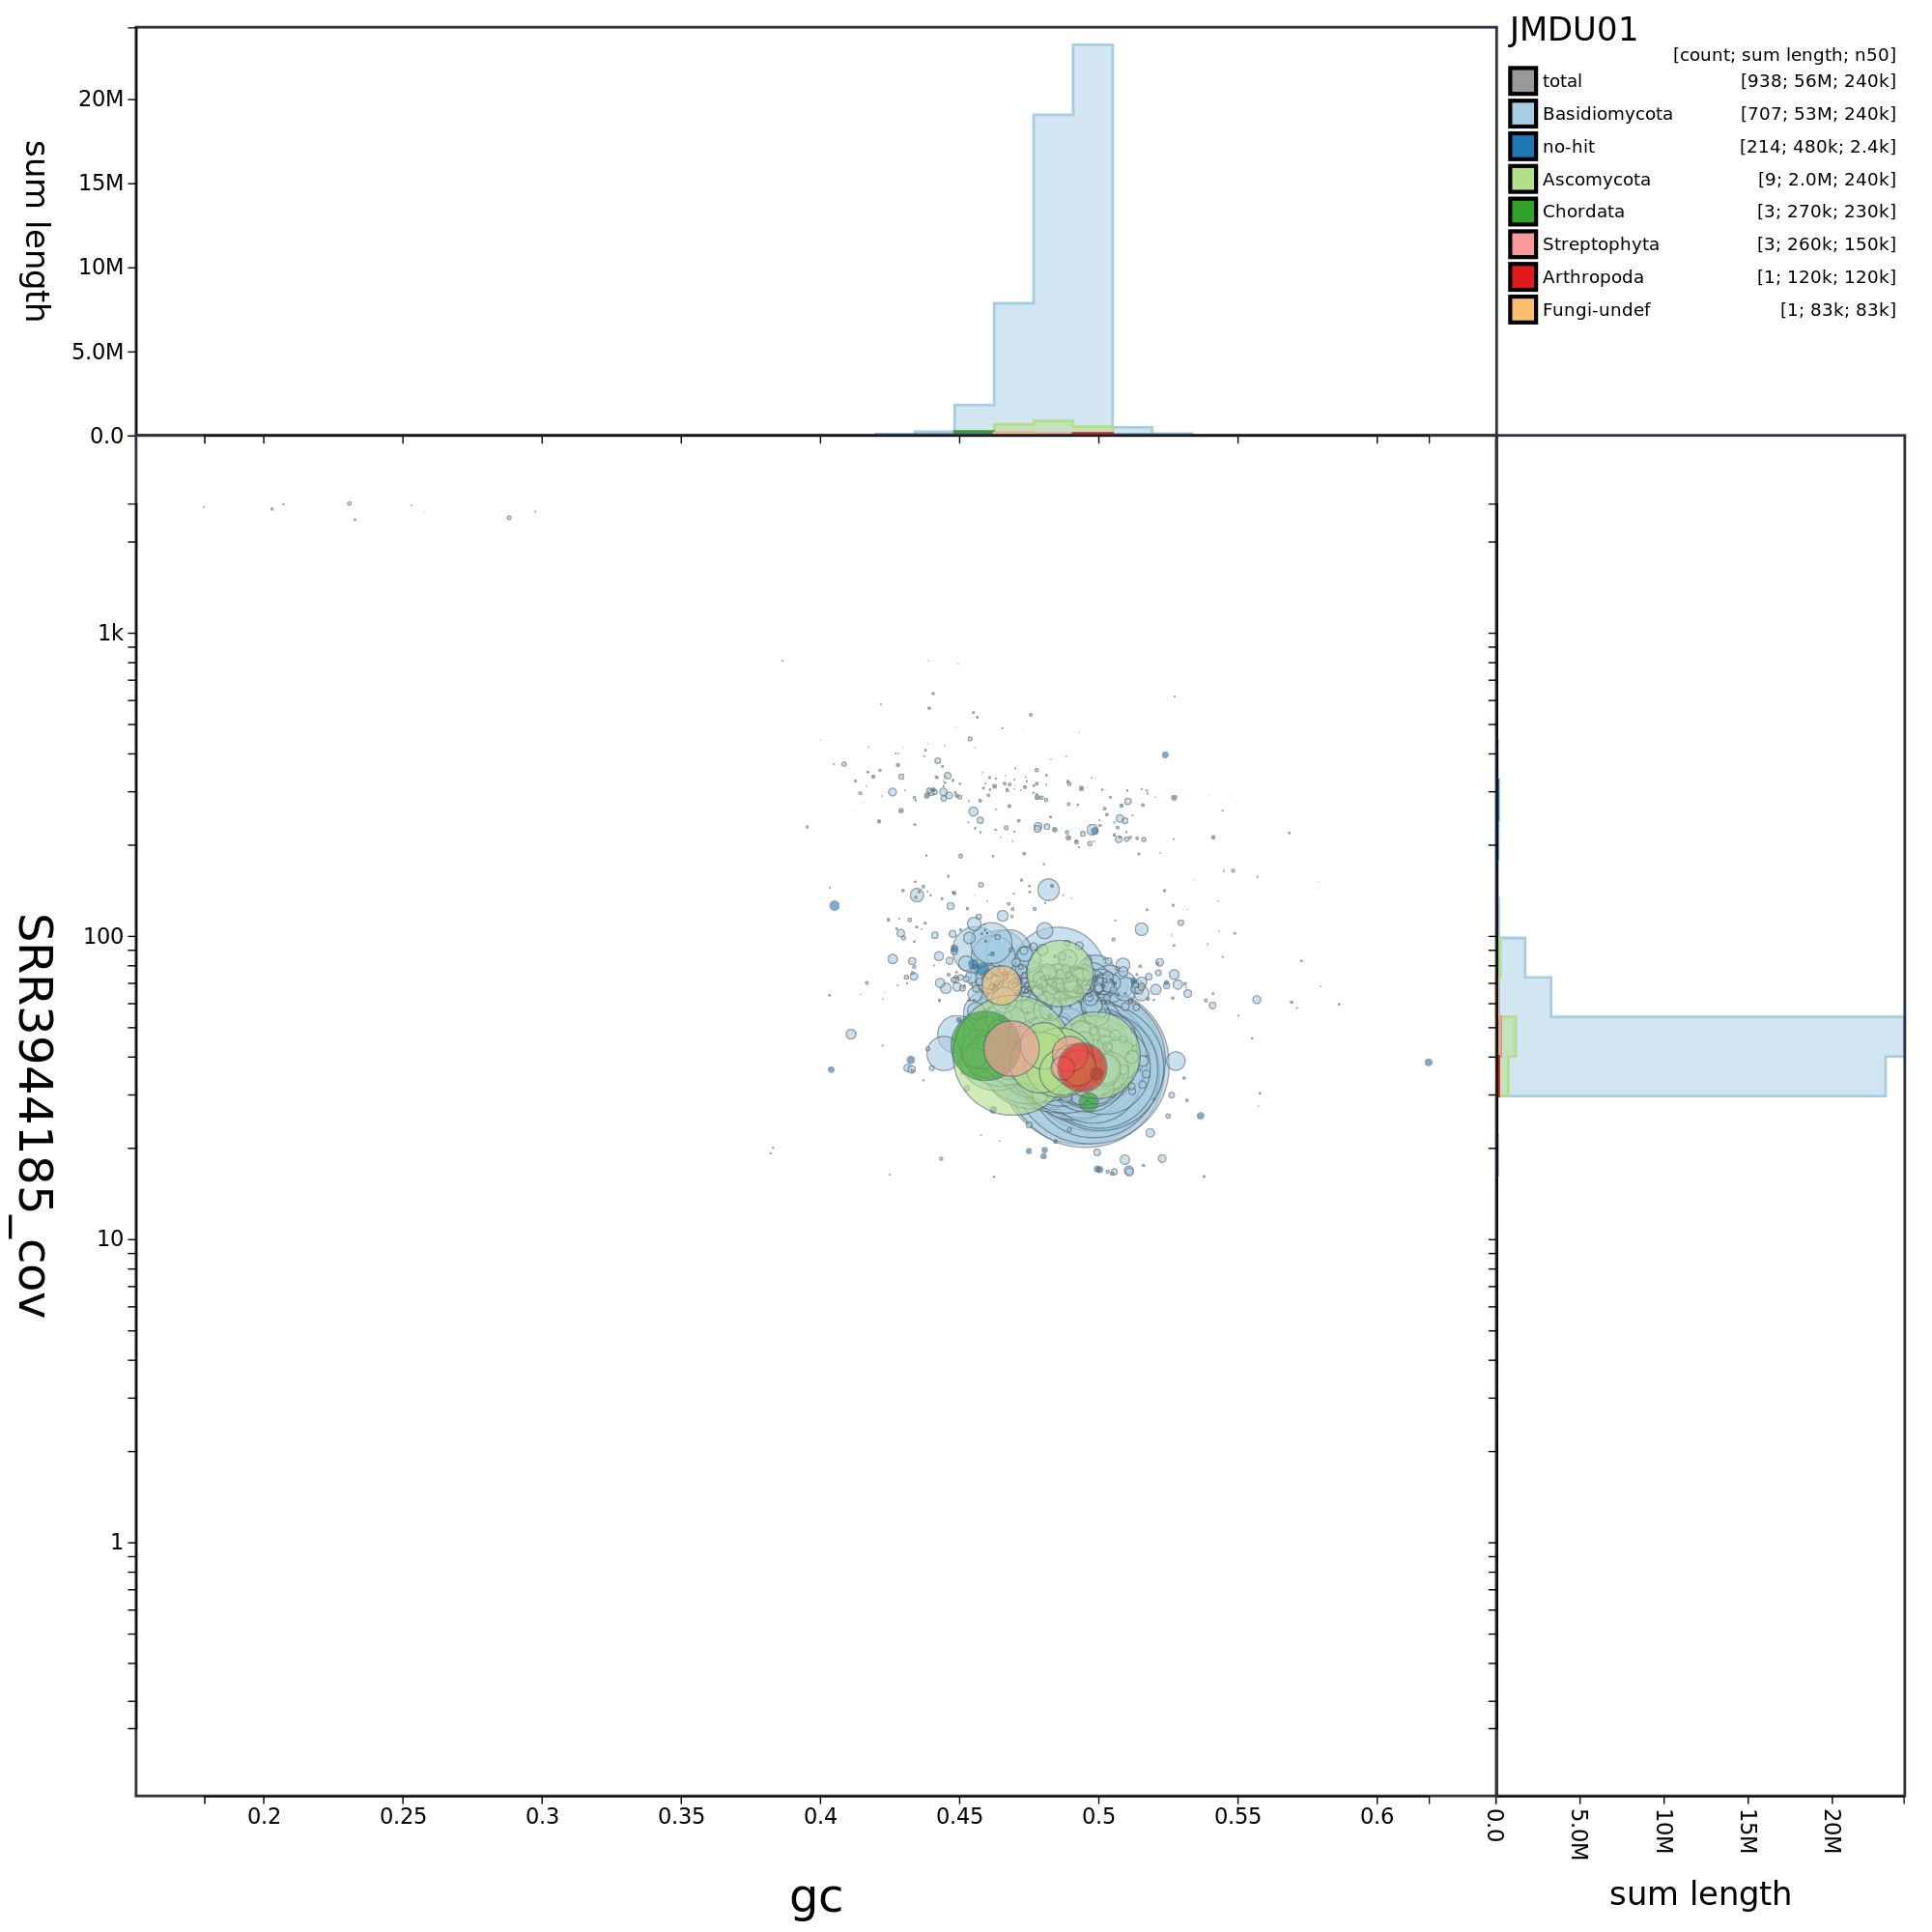 JMDU01
[count; sum length; n50]
total [938; 56M; 240k]
Basidiomycota [707; 53M; 240k]
no-hit [214; 480k; 2.4k]
Ascomycota [9; 2.0M; 240k]
Chordata [3; 270k; 230k]
Streptophyta [3; 260k; 150k]
Arthropoda [1; 120k; 120k]
Fungi-undef [1; 83k; 83k]
sum length
20M
15M
10M
5.0M
0.0
SRR3944185_cov
1k
100
10
1
0.2 0.25 0.3 0.35 0.4 0.45 0.5 0.55 0.6
gc
0.0 5.0M 10M 15M 20M
sum length